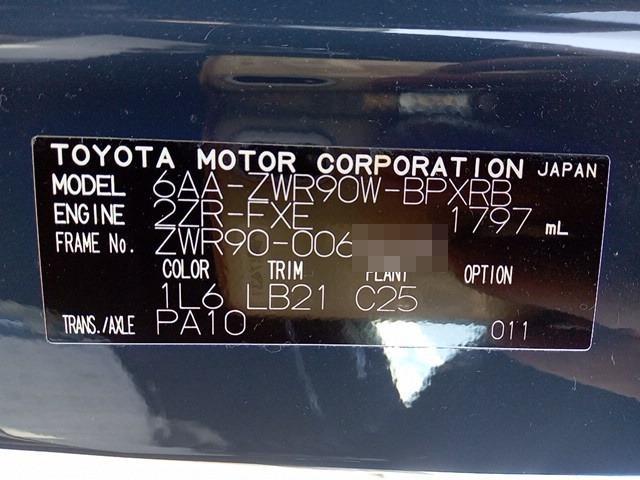 TOYOTA MOTOR CORPORATION JAPAN
MODEL 6AA-ZWR90W-BPXRB
ENGINE 2ZR-FXE 1797 mL
FRAME No. ZWR90-006
COLOR TRIM PLANT OPTION
1L6 LB21 C25
TRANS./AXLE PA10 011